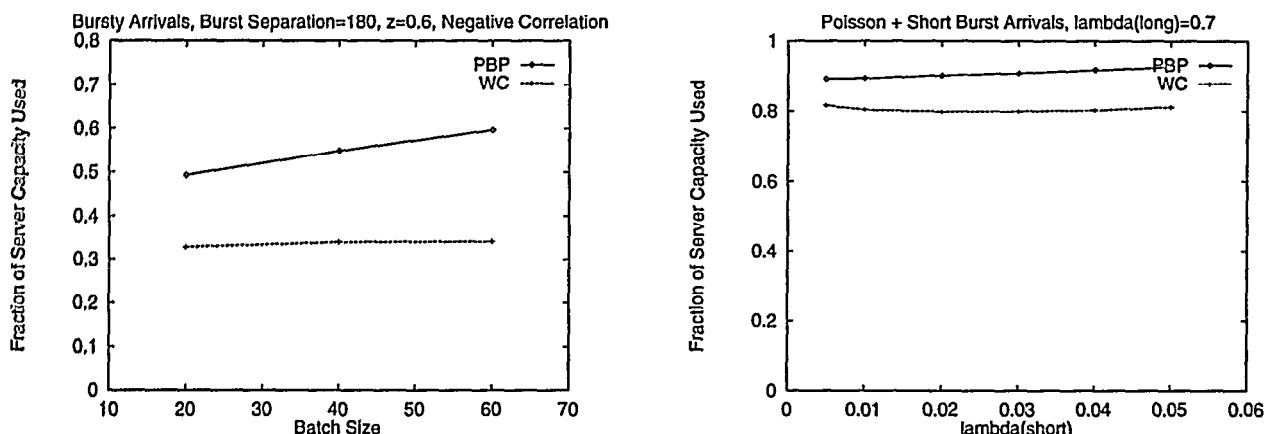 Bursty Arrivals, Burst Separation=180, z=0.6, Negative Correlation
0,8
0.7
0.6
0.5
0.4
0.3
0.2
0,1
0
10
20
30
40
50
60
70
Batch Size
Fraction of Server Capacity Used
PBP
WC
Poisson + Short Burst Arrivals, lambda(long)=0.7
1
0.8
0.6
0.4
0.2
0
0
0.01
0.02
0.03
0.04
0.05
0.06
lambda(short)
Fraction of Server Capacity Used
PBP
WC